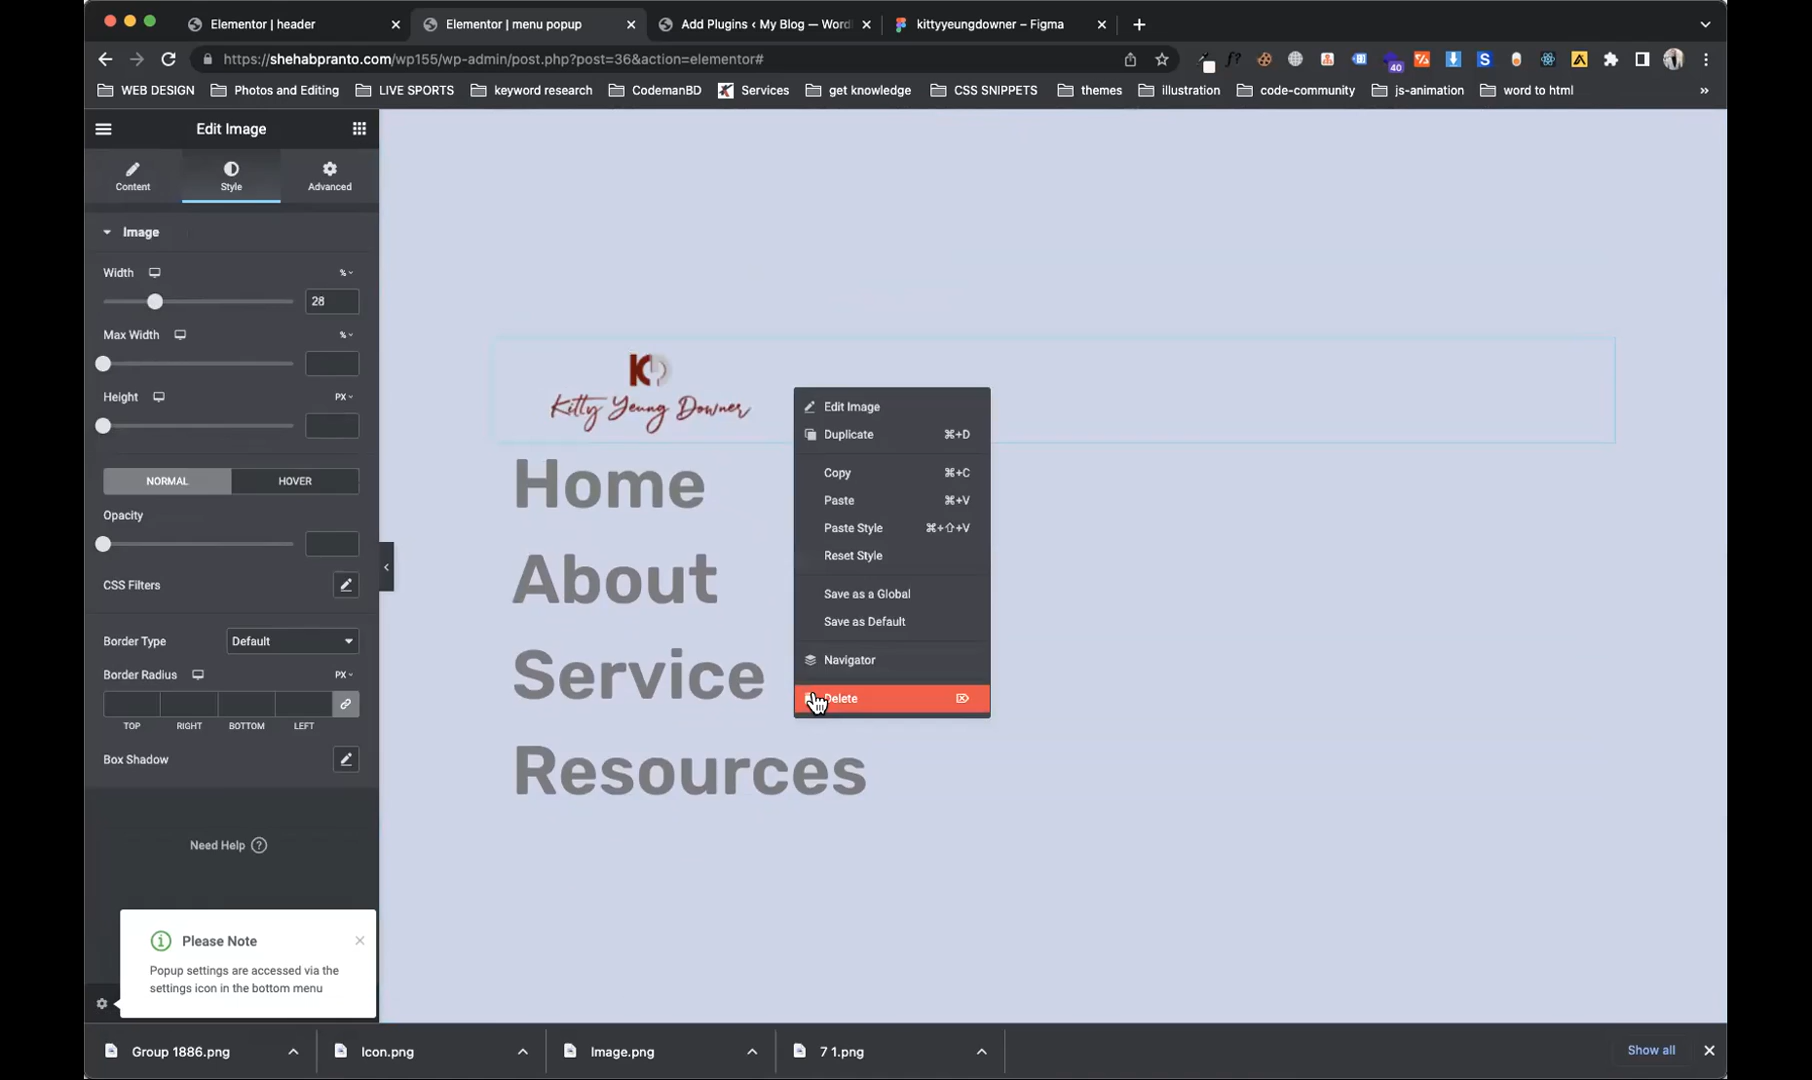 Elementor | header
Elementor | menu popup
Add Plugins ‹ My Blog — Word
kittyyeungdowner – Figma
https://shehabpranto.com/wp155/wp-admin/post.php?post=36&action=elementor#
f?
40
S
WEB DESIGN
Photos and Editing
LIVE SPORTS
keyword research
CodemanBD
Services
get knowledge
CSS SNIPPETS
themes
illustration
code-community
js-animation
word to html
»
Edit Image
Content
Style
Advanced
Image
Width
%
28
Max Width
%
Height
PX
NORMAL
HOVER
Opacity
CSS Filters
Border Type
Default
Border Radius
PX
TOP
RIGHT
BOTTOM
LEFT
Box Shadow
Need Help ?
Please Note
Popup settings are accessed via the
settings icon in the bottom menu
Kitty Yeung Downer
Home
About
Service
Resources
Edit Image
Duplicate ⌘+D
Copy ⌘+C
Paste ⌘+V
Paste Style ⌘+⇧+V
Reset Style
Save as a Global
Save as Default
Navigator
Delete ⌦
Group 1886.png
Icon.png
Image.png
7 1.png
Show all